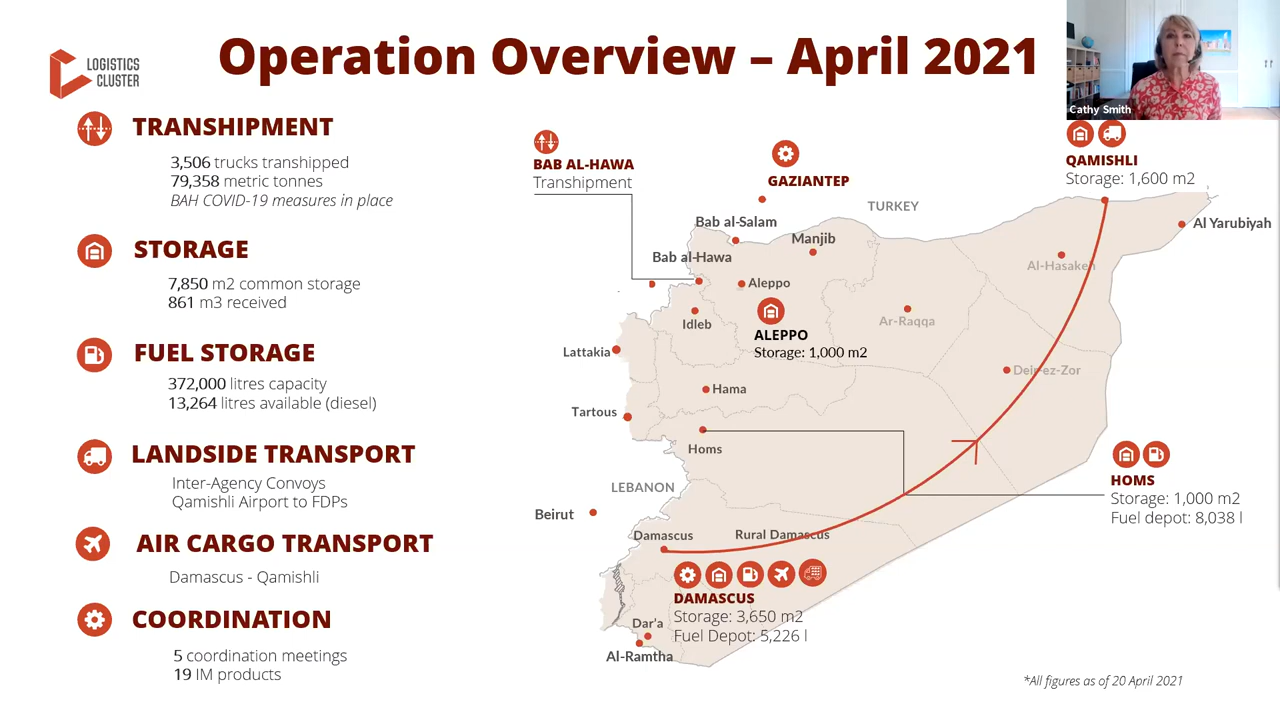 LOGISTICS
CLUSTER
Operation Overview – April 2021
Cathy Smith
TRANSHIPMENT
3,506 trucks transhipped
79,358 metric tonnes
BAH COVID-19 measures in place
STORAGE
7,850 m2 common storage
861 m3 received
FUEL STORAGE
372,000 litres capacity
13,264 litres available (diesel)
LANDSIDE TRANSPORT
Inter-Agency Convoys
Qamishli Airport to FDPs
AIR CARGO TRANSPORT
Damascus - Qamishli
COORDINATION
5 coordination meetings
19 IM products
BAB AL-HAWA
Transhipment
GAZIANTEP
QAMISHLI
Storage: 1,600 m2
TURKEY
Bab al-Salam
Al Yarubiyah
Manjib
Bab al-Hawa
Al-Hasakeh
Aleppo
Idleb
Ar-Raqqa
ALEPPO
Storage: 1,000 m2
Lattakia
Deir-ez-Zor
Hama
Tartous
Homs
HOMS
Storage: 1,000 m2
Fuel depot: 8,038 l
LEBANON
Beirut
Damascus
Rural Damascus
DAMASCUS
Storage: 3,650 m2
Fuel Depot: 5,226 l
Dar'a
Al-Ramtha
*All figures as of 20 April 2021